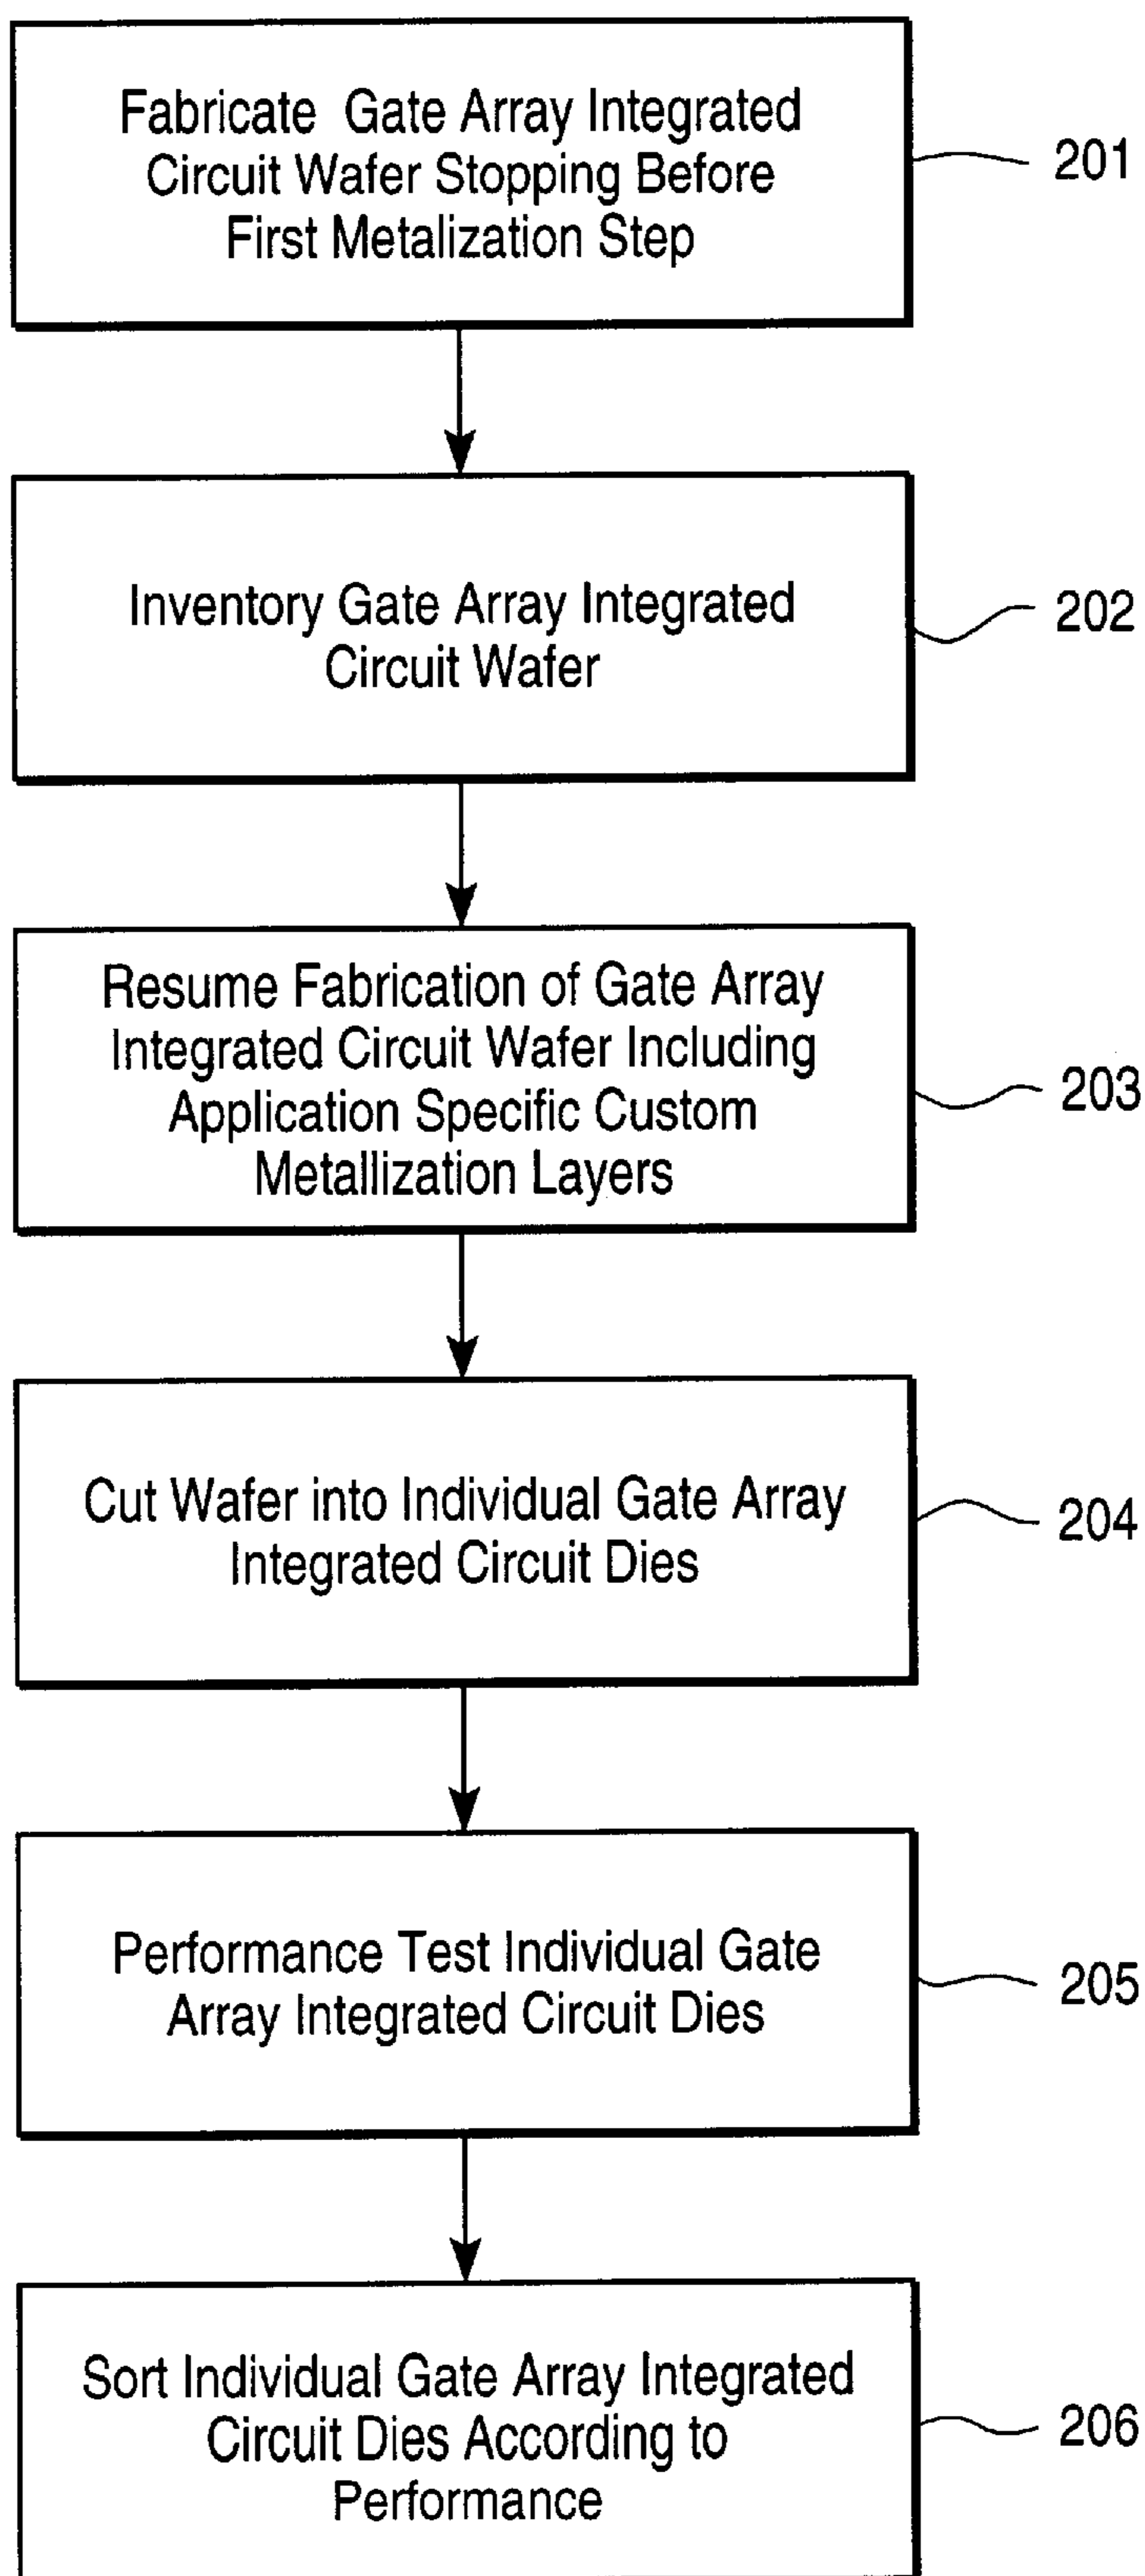 Fabricate Gate Array Integrated
Circuit Wafer Stopping Before
First Metalization Step
201
Inventory Gate Array Integrated
Circuit Wafer
202
Resume Fabrication of Gate Array
Integrated Circuit Wafer Including
Application Specific Custom
Metallization Layers
203
Cut Wafer into Individual Gate Array
Integrated Circuit Dies
204
Performance Test Individual Gate
Array Integrated Circuit Dies
205
Sort Individual Gate Array Integrated
Circuit Dies According to
Performance
206